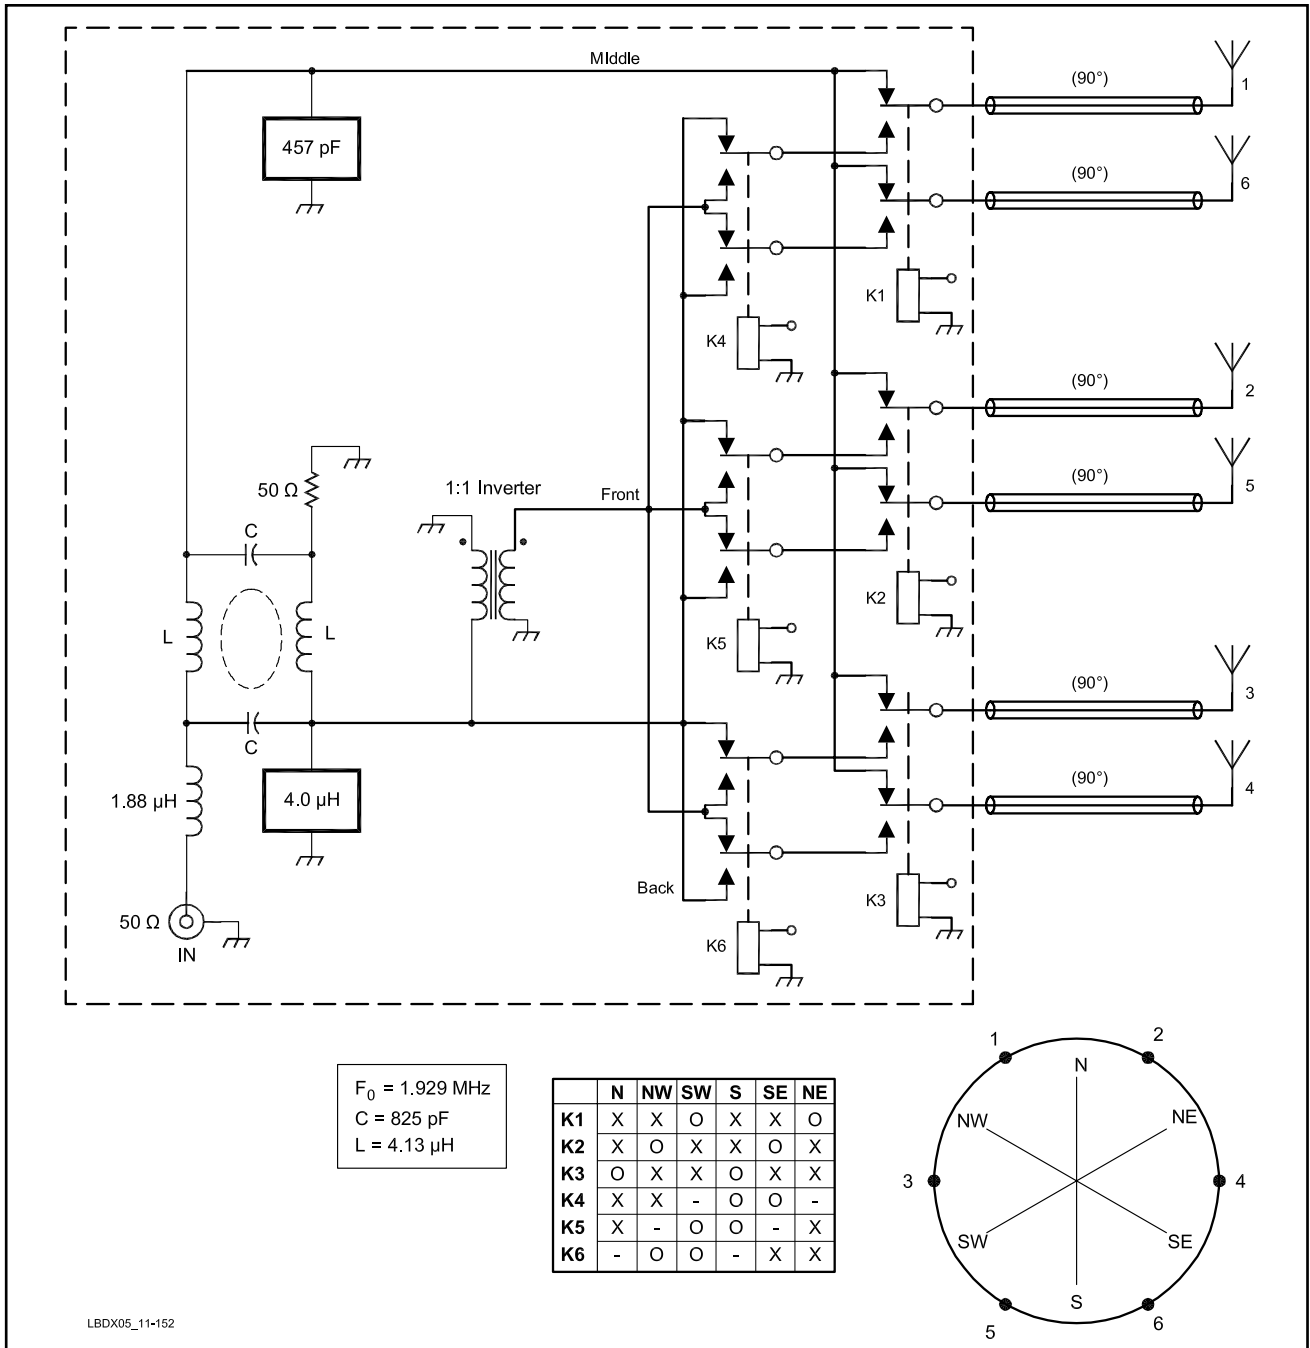 MIddle
(90°)
1
457 pF
(90°)
6
K1
K4
(90°)
2
50 Ω
1:1 Inverter
Front
(90°)
5
C
L
L
K2
K5
(90°)
3
C
(90°)
1.88 µH
4.0 µH
4
Back
K3
50 Ω
IN
K6
F0 = 1.929 MHz
C = 825 pF
L = 4.13 µH
N NW SW S SE NE
K1 X X O X X O
K2 X O X X O X
K3 O X X O X X
K4 X X - O O -
K5 X - O O - X
K6 - O O - X X
1
2
N
NW
NE
3
4
SW
SE
S
5
6
LBDX05_11-152